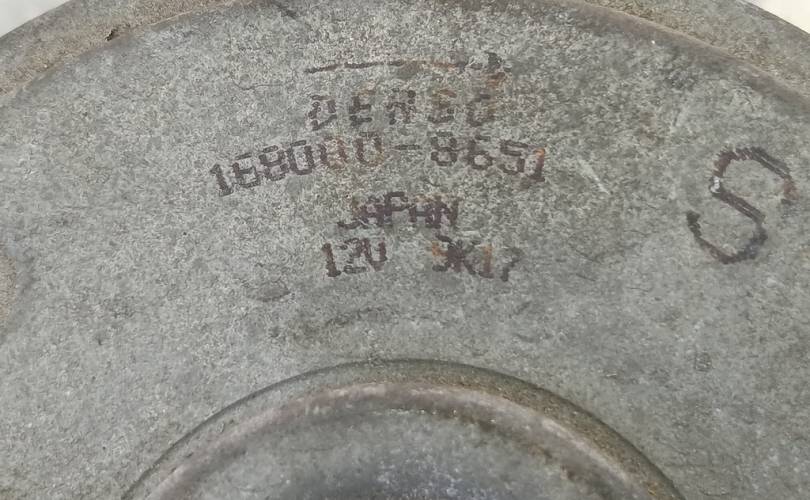 DENSO
168000-8651
JAPAN
12V 9K17
S